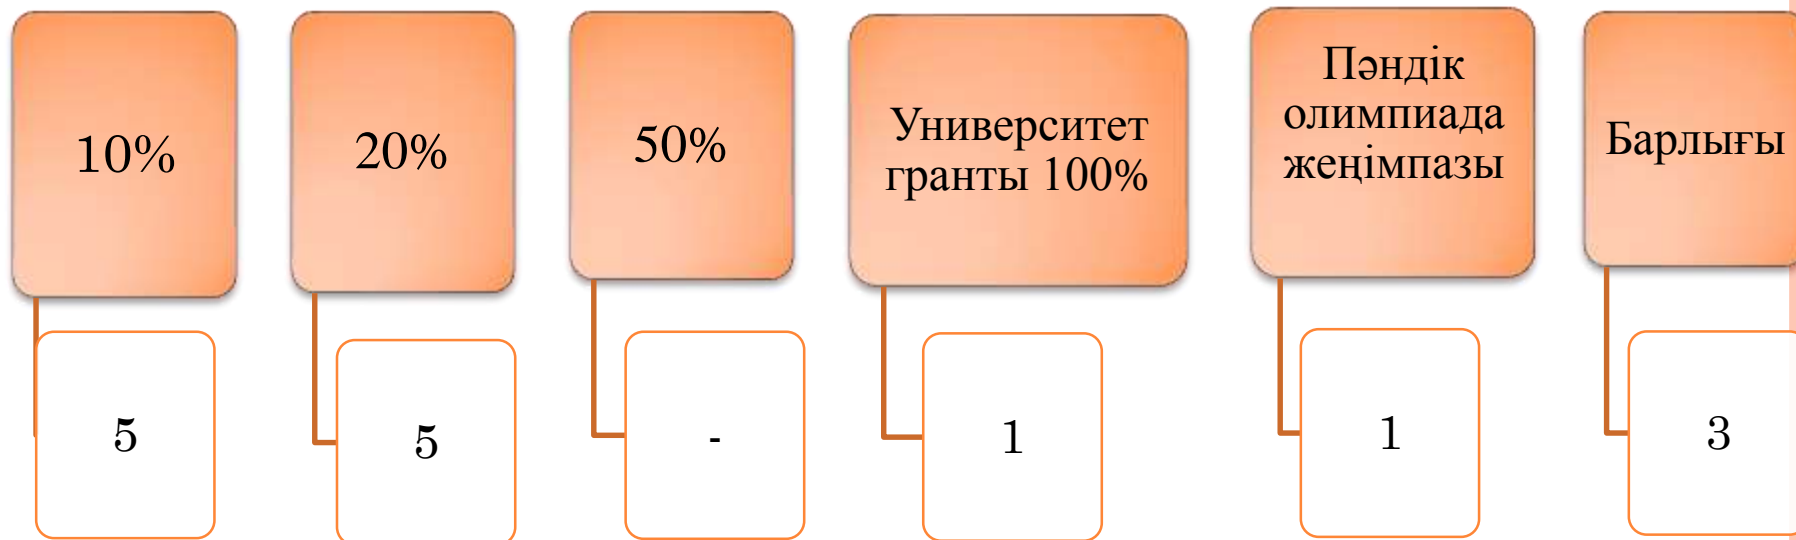 10%
20%
50%
Университет
гранты 100%
Пәндік
олимпиада
жеңімпазы
Барлығы
5
5
-
1
1
3